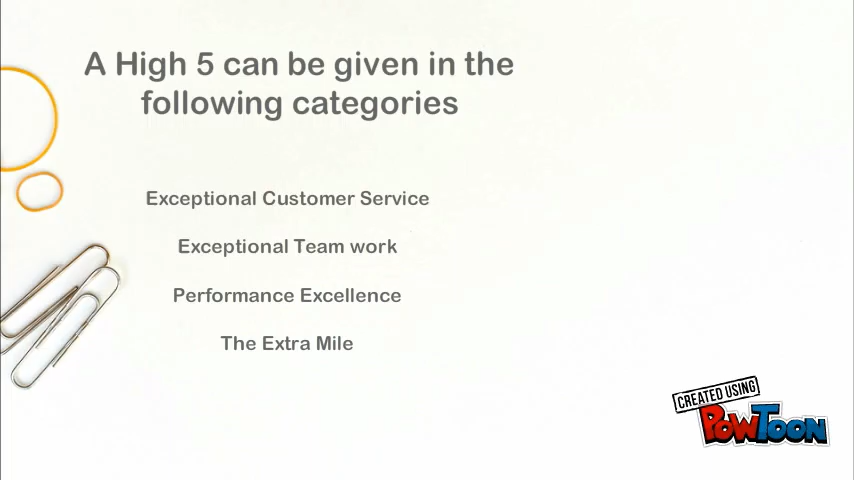 A High 5 can be given in the
following categories
Exceptional Customer Service
Exceptional Team work
Performance Excellence
The Extra Mile
CREATED USING
POWTOON